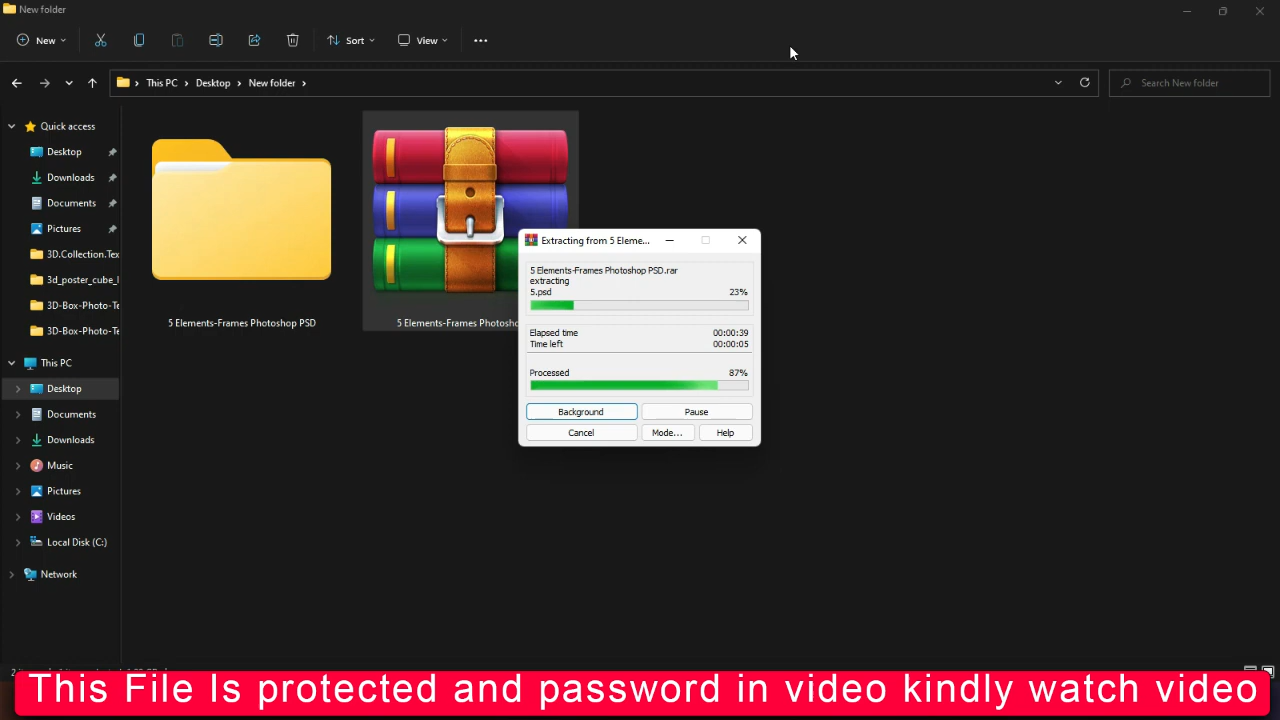 New folder
New
Sort
View
This PC
Desktop
New folder
Search New folder
Quick access
Desktop
Downloads
Documents
Pictures
3D.Collection.Tex
3d_poster_cube_
3D-Box-Photo-Te
3D-Box-Photo-Te
This PC
Desktop
Documents
Downloads
Music
Pictures
Videos
Local Disk (C:)
Network
5 Elements-Frames Photoshop PSD
5 Elements-Frames Photosho
Extracting from 5 Eleme...
5 Elements-Frames Photoshop PSD.rar
extracting
5.psd 23%
Elapsed time 00:00:39
Time left 00:00:05
Processed 87%
Background Pause
Cancel Mode... Help
This File Is protected and password in video kindly watch video